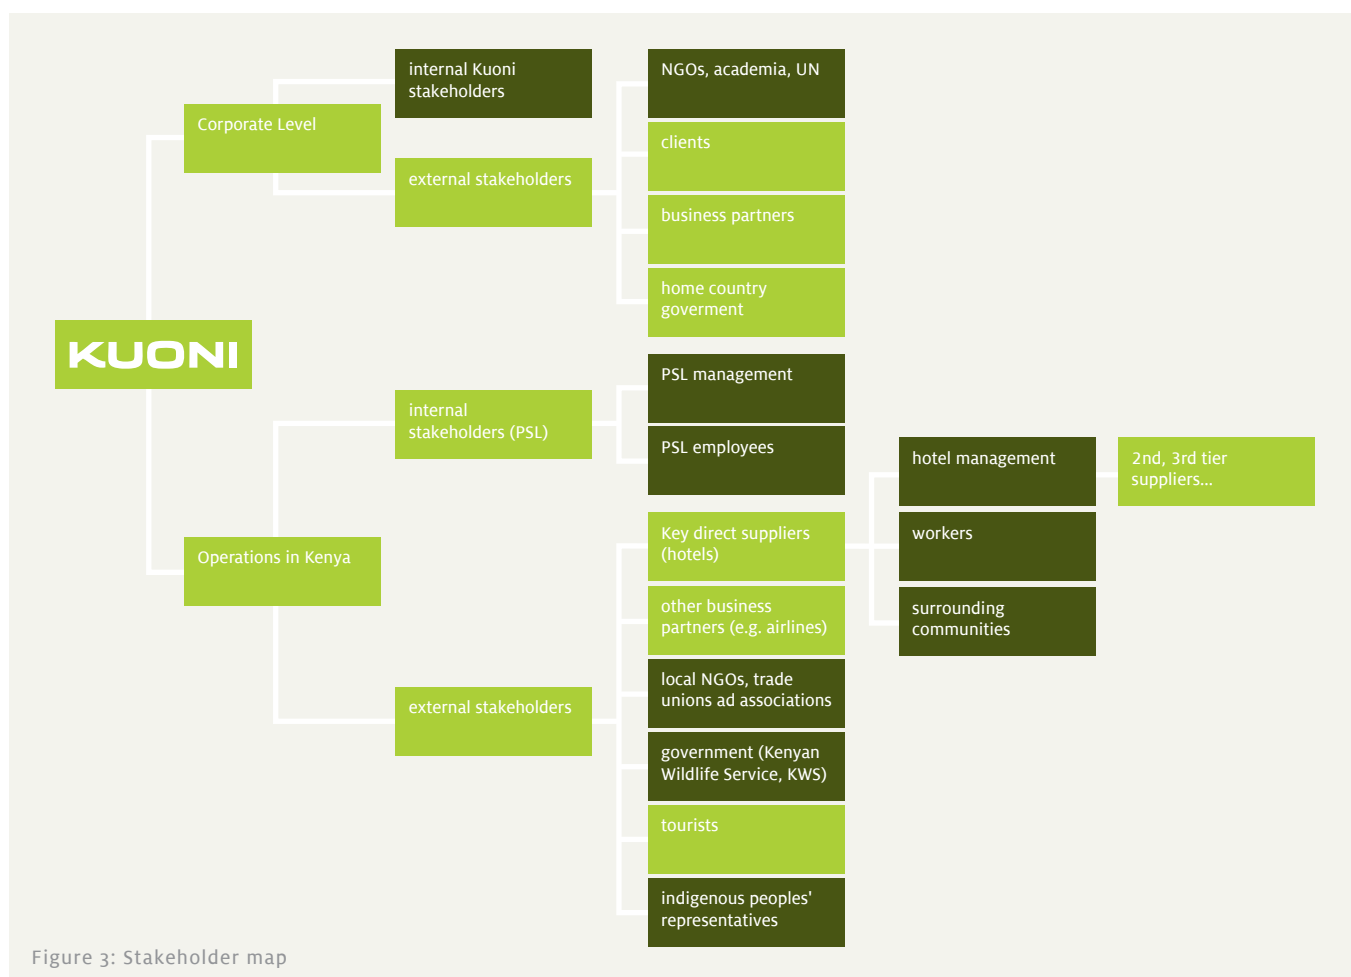 KUONI
Corporate Level
internal Kuoni
stakeholders
external stakeholders
NGOs, academia, UN
clients
business partners
home country
goverment
Operations in Kenya
internal
stakeholders (PSL)
PSL management
PSL employees
external stakeholders
Key direct suppliers
(hotels)
hotel management
2nd, 3rd tier
suppliers...
workers
surrounding
communities
other business
partners (e.g. airlines)
local NGOs, trade
unions ad associations
government (Kenyan
Wildlife Service, KWS)
tourists
indigenous peoples'
representatives
Figure 3: Stakeholder map